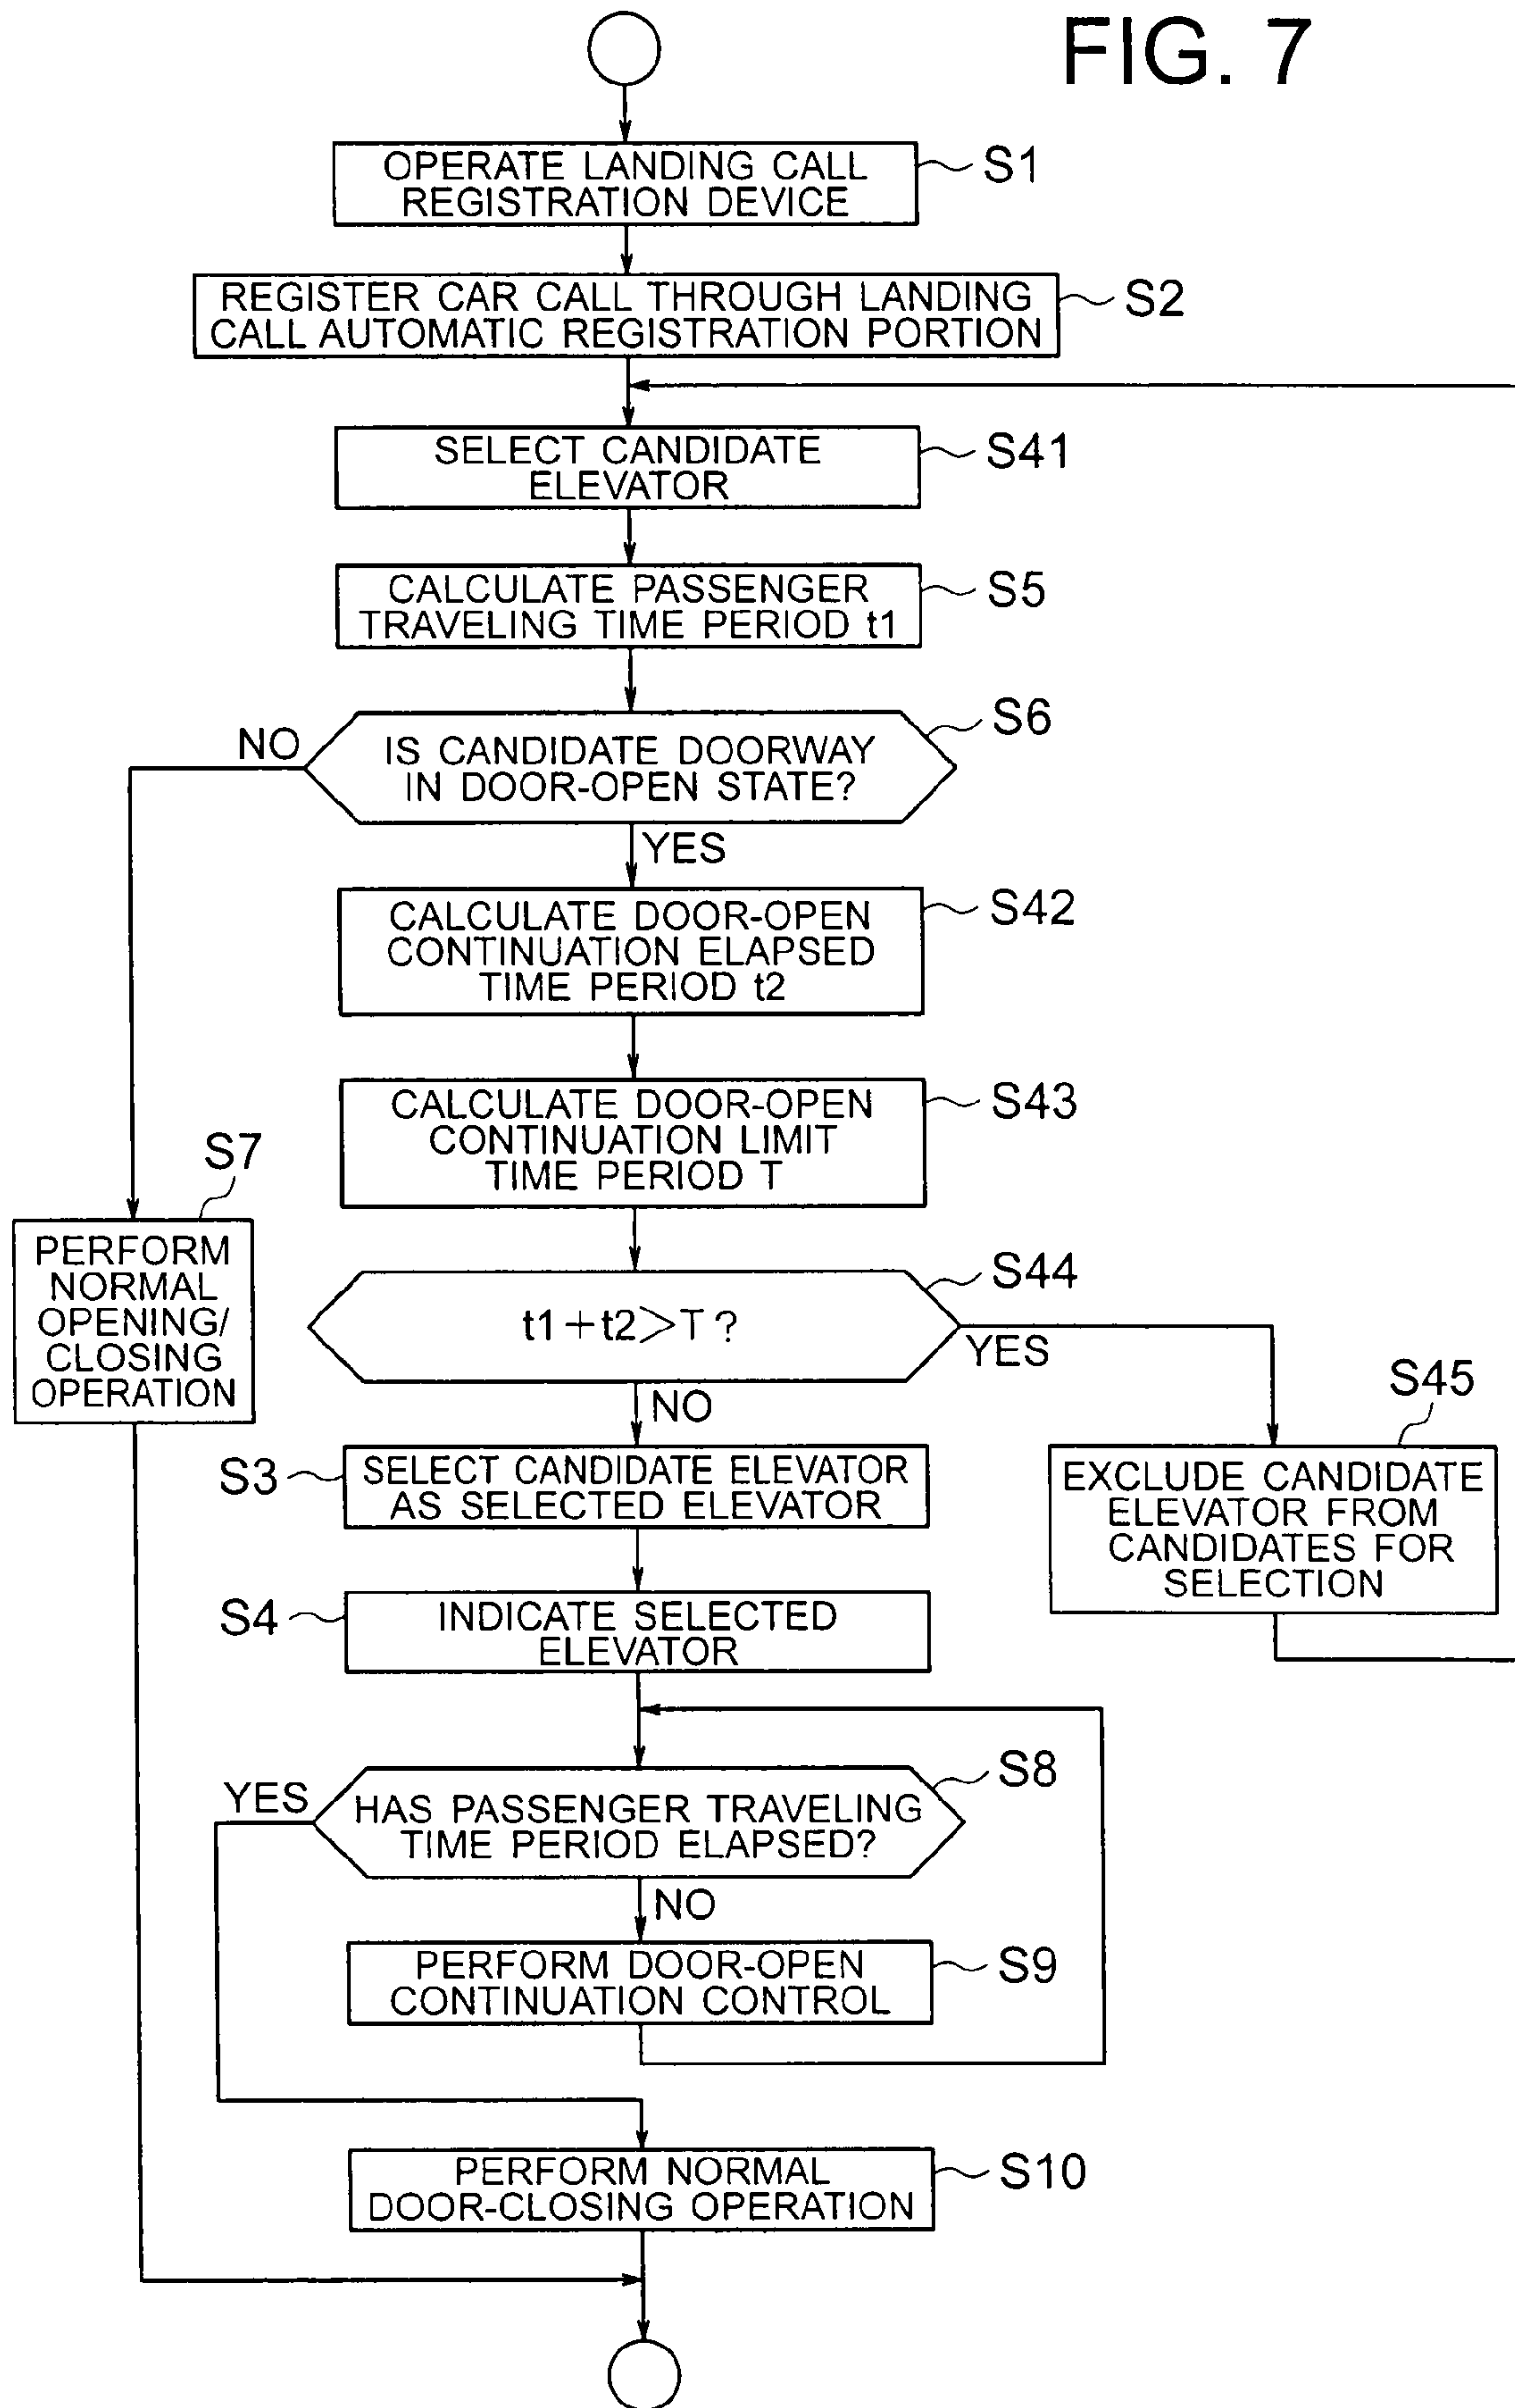 FIG. 7
OPERATE LANDING CALL
REGISTRATION DEVICE
S1
REGISTER CAR CALL THROUGH LANDING
CALL AUTOMATIC REGISTRATION PORTION
S2
SELECT CANDIDATE
ELEVATOR
S41
CALCULATE PASSENGER
TRAVELING TIME PERIOD t1
S5
IS CANDIDATE DOORWAY
IN DOOR-OPEN STATE?
S6
NO
YES
CALCULATE DOOR-OPEN
CONTINUATION ELAPSED
TIME PERIOD t2
S42
CALCULATE DOOR-OPEN
CONTINUATION LIMIT
TIME PERIOD T
S43
S7
PERFORM
NORMAL
OPENING/
CLOSING
OPERATION
t1+t2>T?
S44
YES
NO
S45
EXCLUDE CANDIDATE
ELEVATOR FROM
CANDIDATES FOR
SELECTION
S3
SELECT CANDIDATE ELEVATOR
AS SELECTED ELEVATOR
S4
INDICATE SELECTED
ELEVATOR
HAS PASSENGER TRAVELING
TIME PERIOD ELAPSED?
S8
YES
NO
PERFORM DOOR-OPEN
CONTINUATION CONTROL
S9
PERFORM NORMAL
DOOR-CLOSING OPERATION
S10